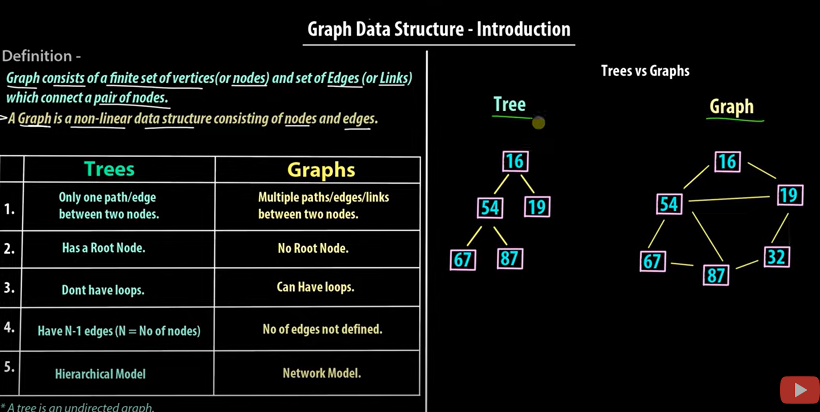 Graph Data Structure - Introduction
Definition -
Graph consists of a finite set of vertices(or nodes) and set of Edges (or Links)
which connect a pair of nodes.
A Graph is a non-linear data structure consisting of nodes and edges.
Trees
Graphs
1.
Only one path/edge
between two nodes.
Multiple paths/edges/links
between two nodes.
2.
Has a Root Node.
No Root Node.
3.
Dont have loops.
Can Have loops.
4.
Have N-1 edges (N = No of nodes)
No of edges not defined.
5.
Hierarchical Model
Network Model.
* A tree is an undirected graph.
Trees vs Graphs
Tree
16
54
19
67
87
Graph
16
19
54
67
87
32